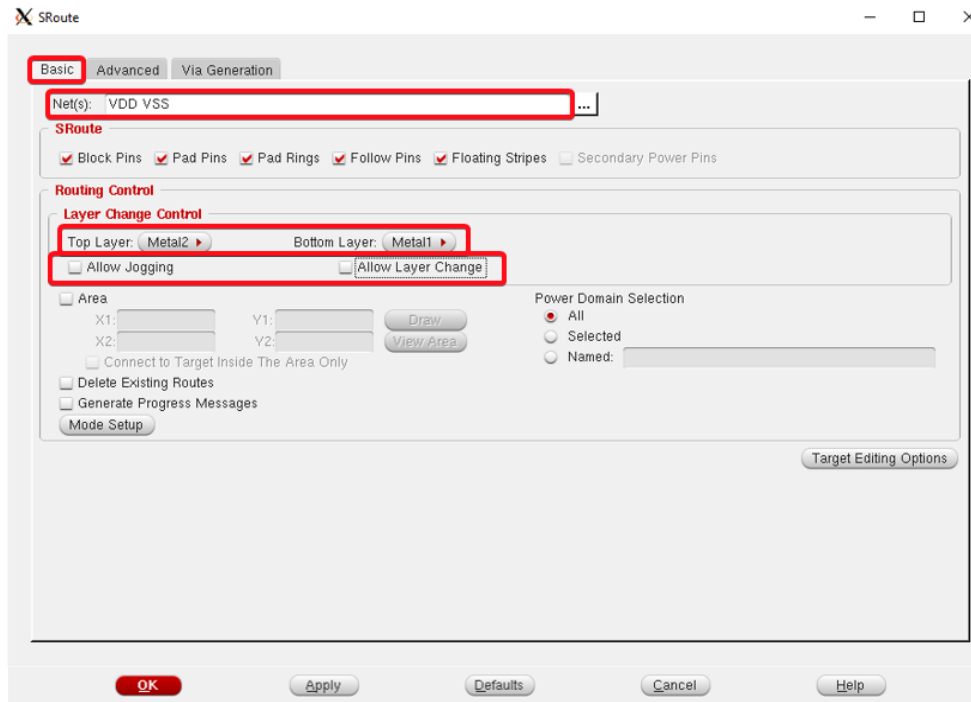 SRoute
Basic Advanced Via Generation
Net(s): VDD VSS ...
SRoute
Block Pins Pad Pins Pad Rings Follow Pins Floating Stripes Secondary Power Pins
Routing Control
Layer Change Control
Top Layer: Metal2 Bottom Layer: Metal1
Allow Jogging Allow Layer Change
Area
X1: Y1: Draw
X2: Y2: View Area
Connect to Target Inside The Area Only
Delete Existing Routes
Generate Progress Messages
Mode Setup
Power Domain Selection
All
Selected
Named:
Target Editing Options
OK Apply Defaults Cancel Help